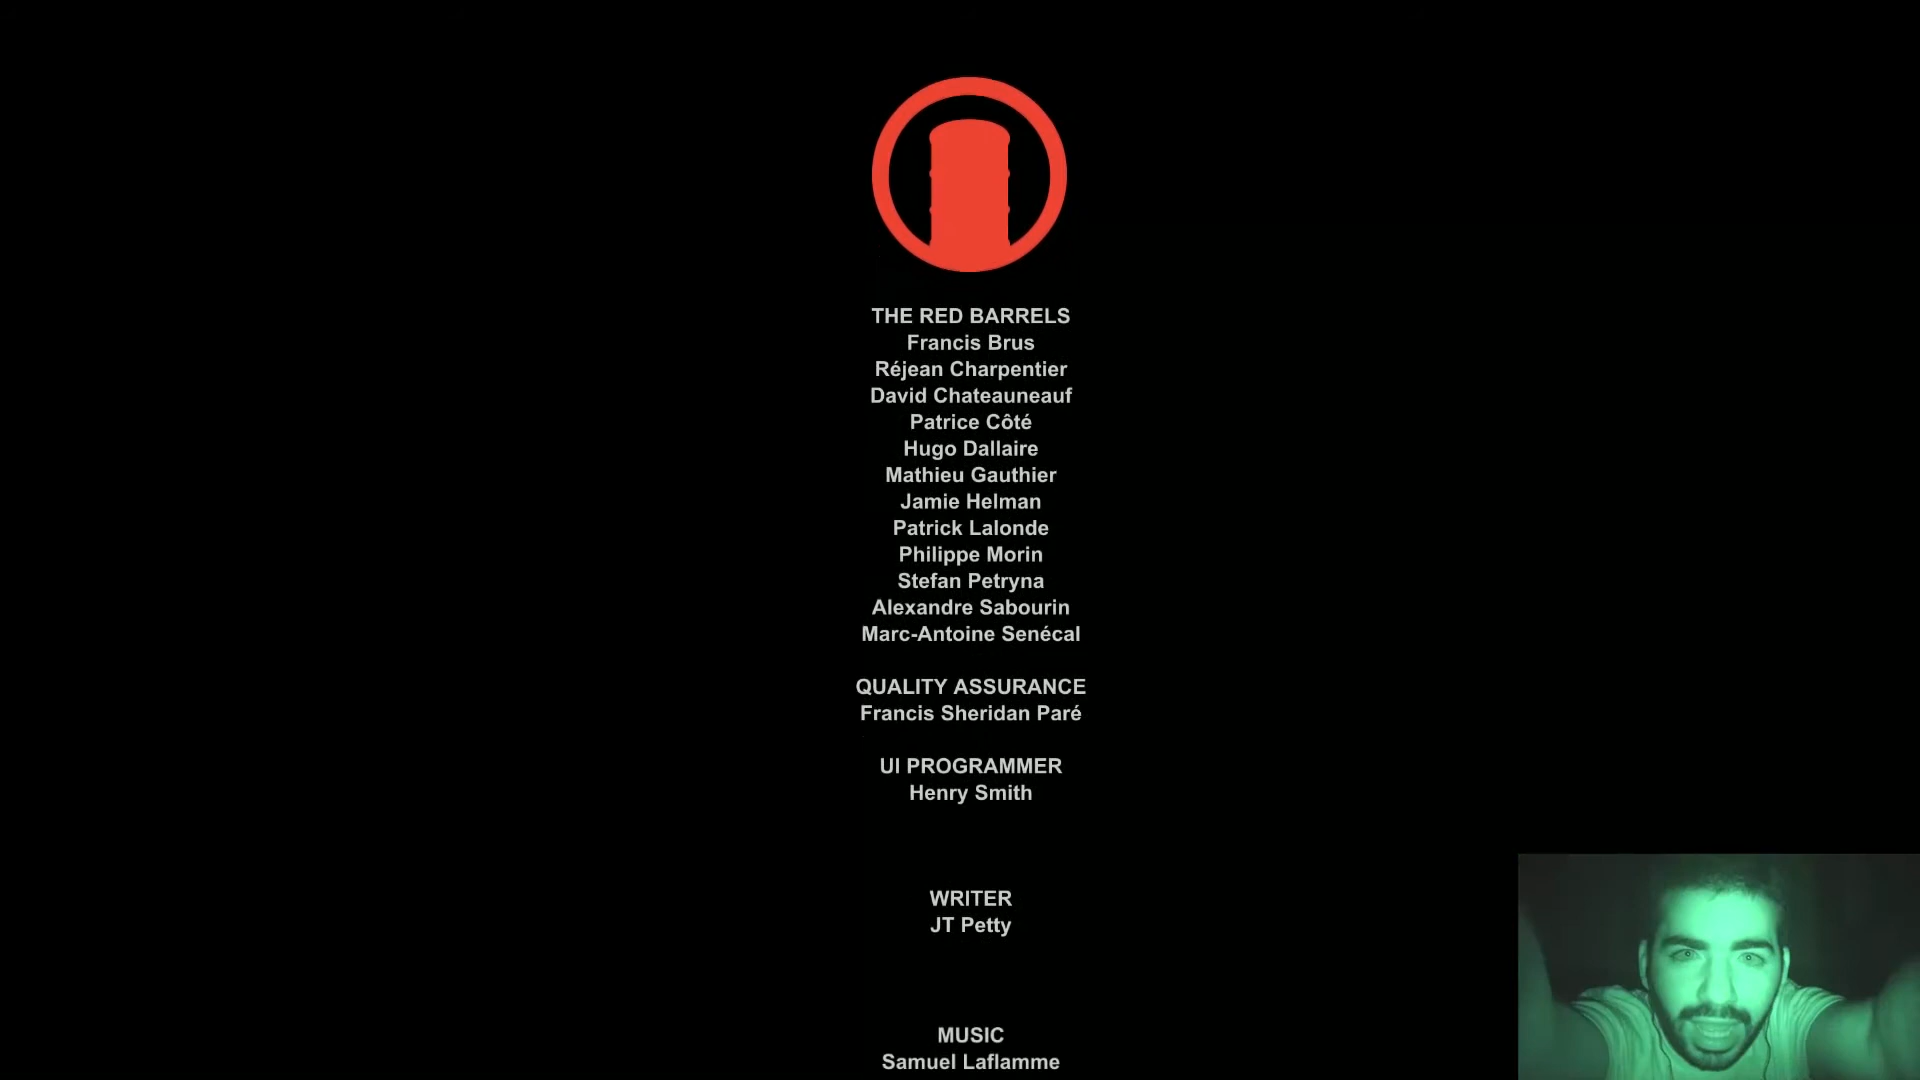 THE RED BARRELS
Francis Brus
Réjean Charpentier
David Chateauneuf
Patrice Côté
Hugo Dallaire
Mathieu Gauthier
Jamie Helman
Patrick Lalonde
Philippe Morin
Stefan Petryna
Alexandre Sabourin
Marc-Antoine Senécal
QUALITY ASSURANCE
Francis Sheridan Paré
UI PROGRAMMER
Henry Smith
WRITER
JT Petty
MUSIC
Samuel Laflamme